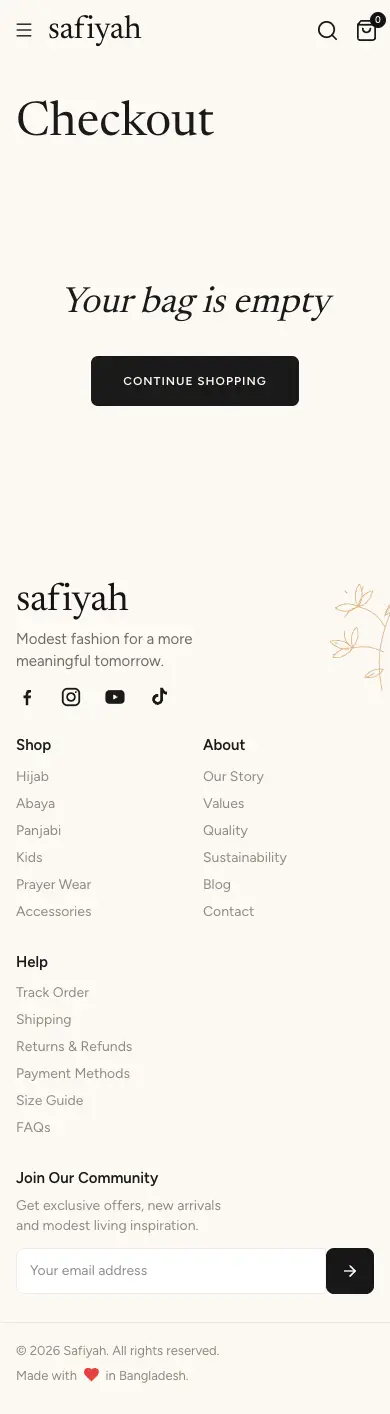 safiyah
0
Checkout
Your bag is empty
CONTINUE SHOPPING
safiyah
Modest fashion for a more
meaningful tomorrow.
Shop
Hijab
Abaya
Panjabi
Kids
Prayer Wear
Accessories
About
Our Story
Values
Quality
Sustainability
Blog
Contact
Help
Track Order
Shipping
Returns & Refunds
Payment Methods
Size Guide
FAQs
Join Our Community
Get exclusive offers, new arrivals
and modest living inspiration.
Your email address
© 2026 Safiyah. All rights reserved.
Made with ❤️ in Bangladesh.